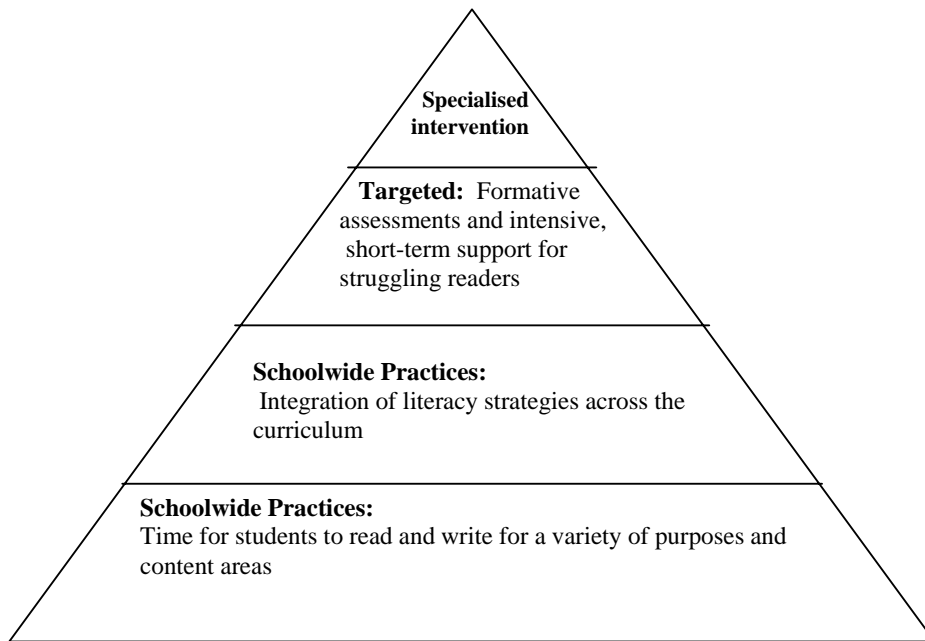 Specialised
intervention
Targeted: Formative
assessments and intensive,
short-term support for
struggling readers
Schoolwide Practices:
Integration of literacy strategies across the
curriculum
Schoolwide Practices:
Time for students to read and write for a variety of purposes and
content areas